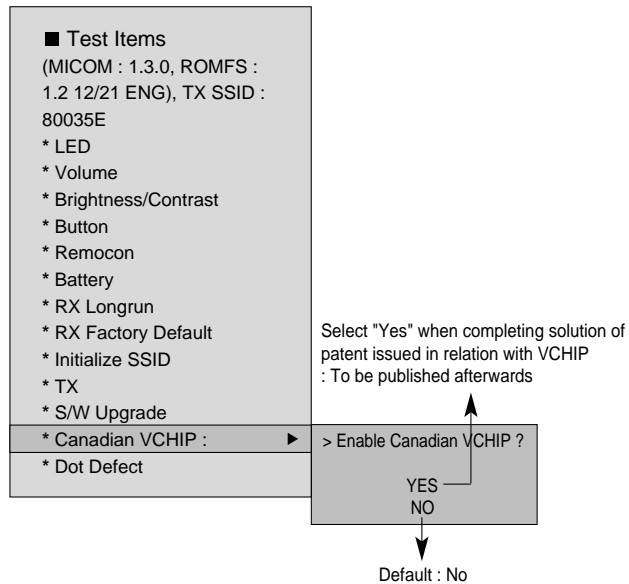 ■ Test Items
(MICOM : 1.3.0, ROMFS :
1.2 12/21 ENG), TX SSID :
80035E
* LED
* Volume
* Brightness/Contrast
* Button
* Remocon
* Battery
* RX Longrun
* RX Factory Default
* Initialize SSID
* TX
* S/W Upgrade
* Canadian VCHIP : ▶
* Dot Defect
Select "Yes" when completing solution of
patent issued in relation with VCHIP
: To be published afterwards
> Enable Canadian VCHIP ?
YES
NO
Default : No